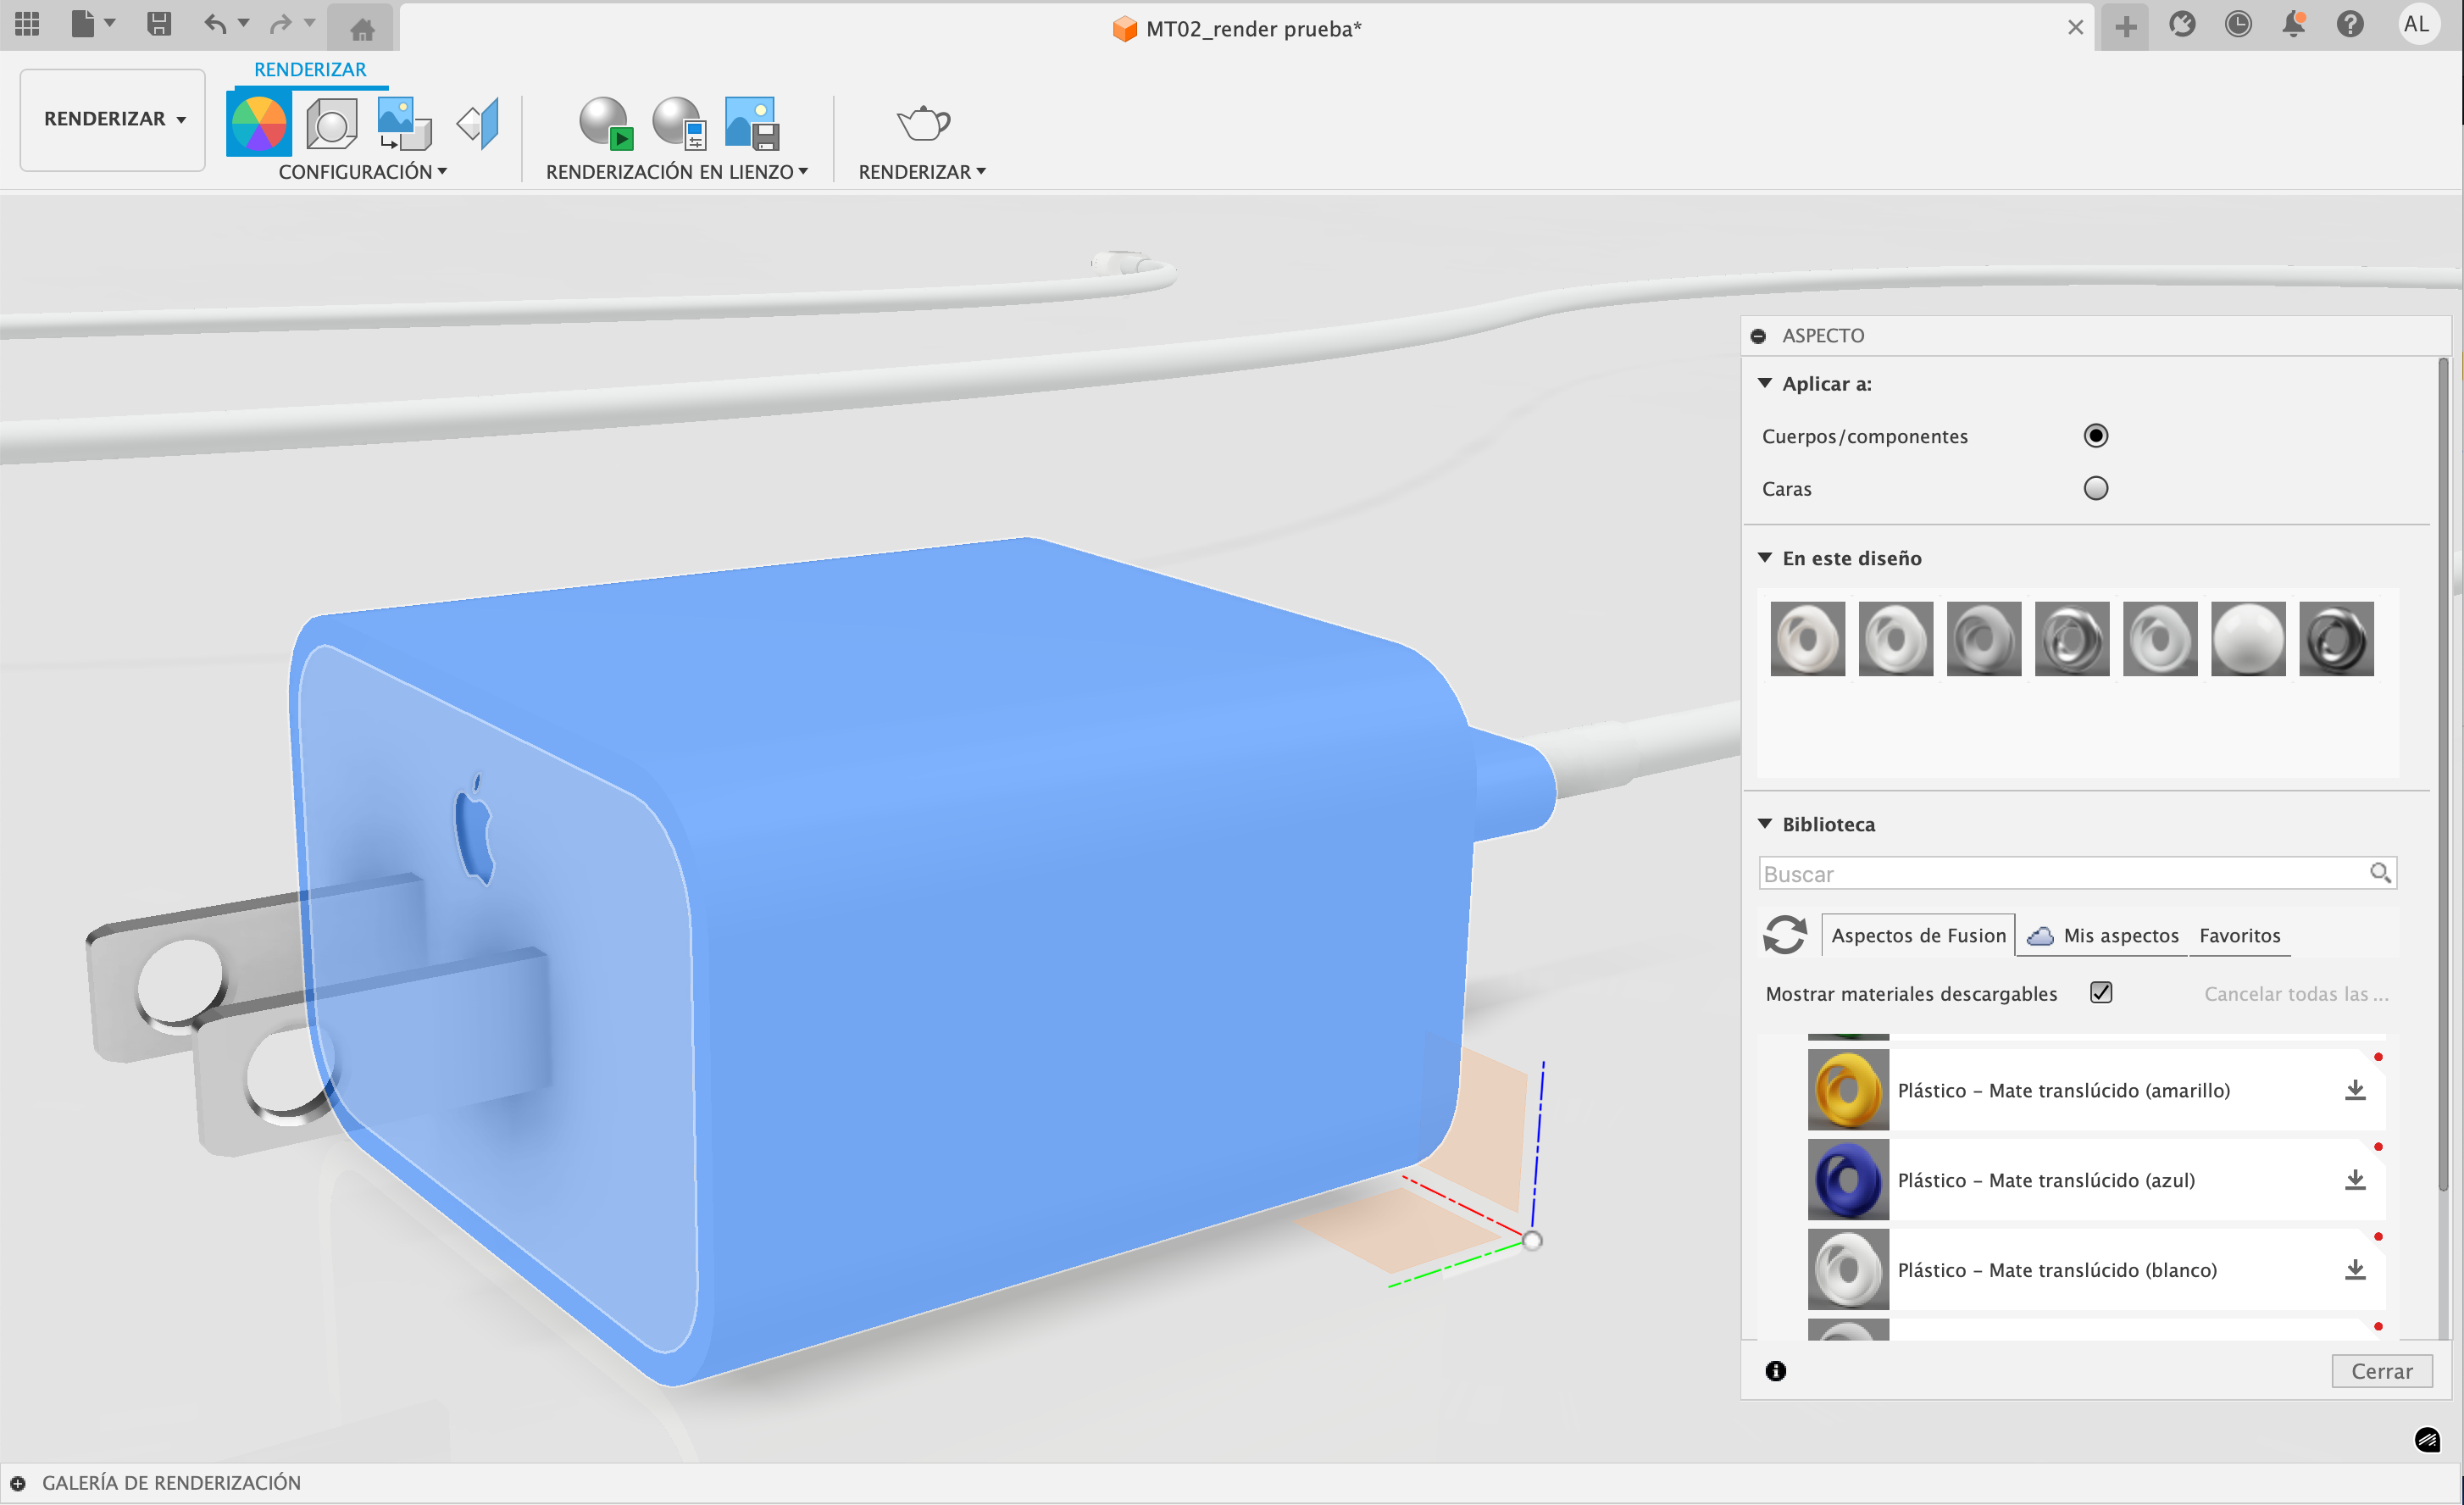 MT02_render prueba*
AL
RENDERIZAR
RENDERIZAR
CONFIGURACIÓN
RENDERIZACIÓN EN LIENZO
RENDERIZAR
ASPECTO
Aplicar a:
Cuerpos/componentes
Caras
En este diseño
Biblioteca
Buscar
Aspectos de Fusion
Mis aspectos
Favoritos
Mostrar materiales descargables
Cancelar todas las ...
Plástico - Mate translúcido (amarillo)
Plástico - Mate translúcido (azul)
Plástico - Mate translúcido (blanco)
Cerrar
GALERÍA DE RENDERIZACIÓN